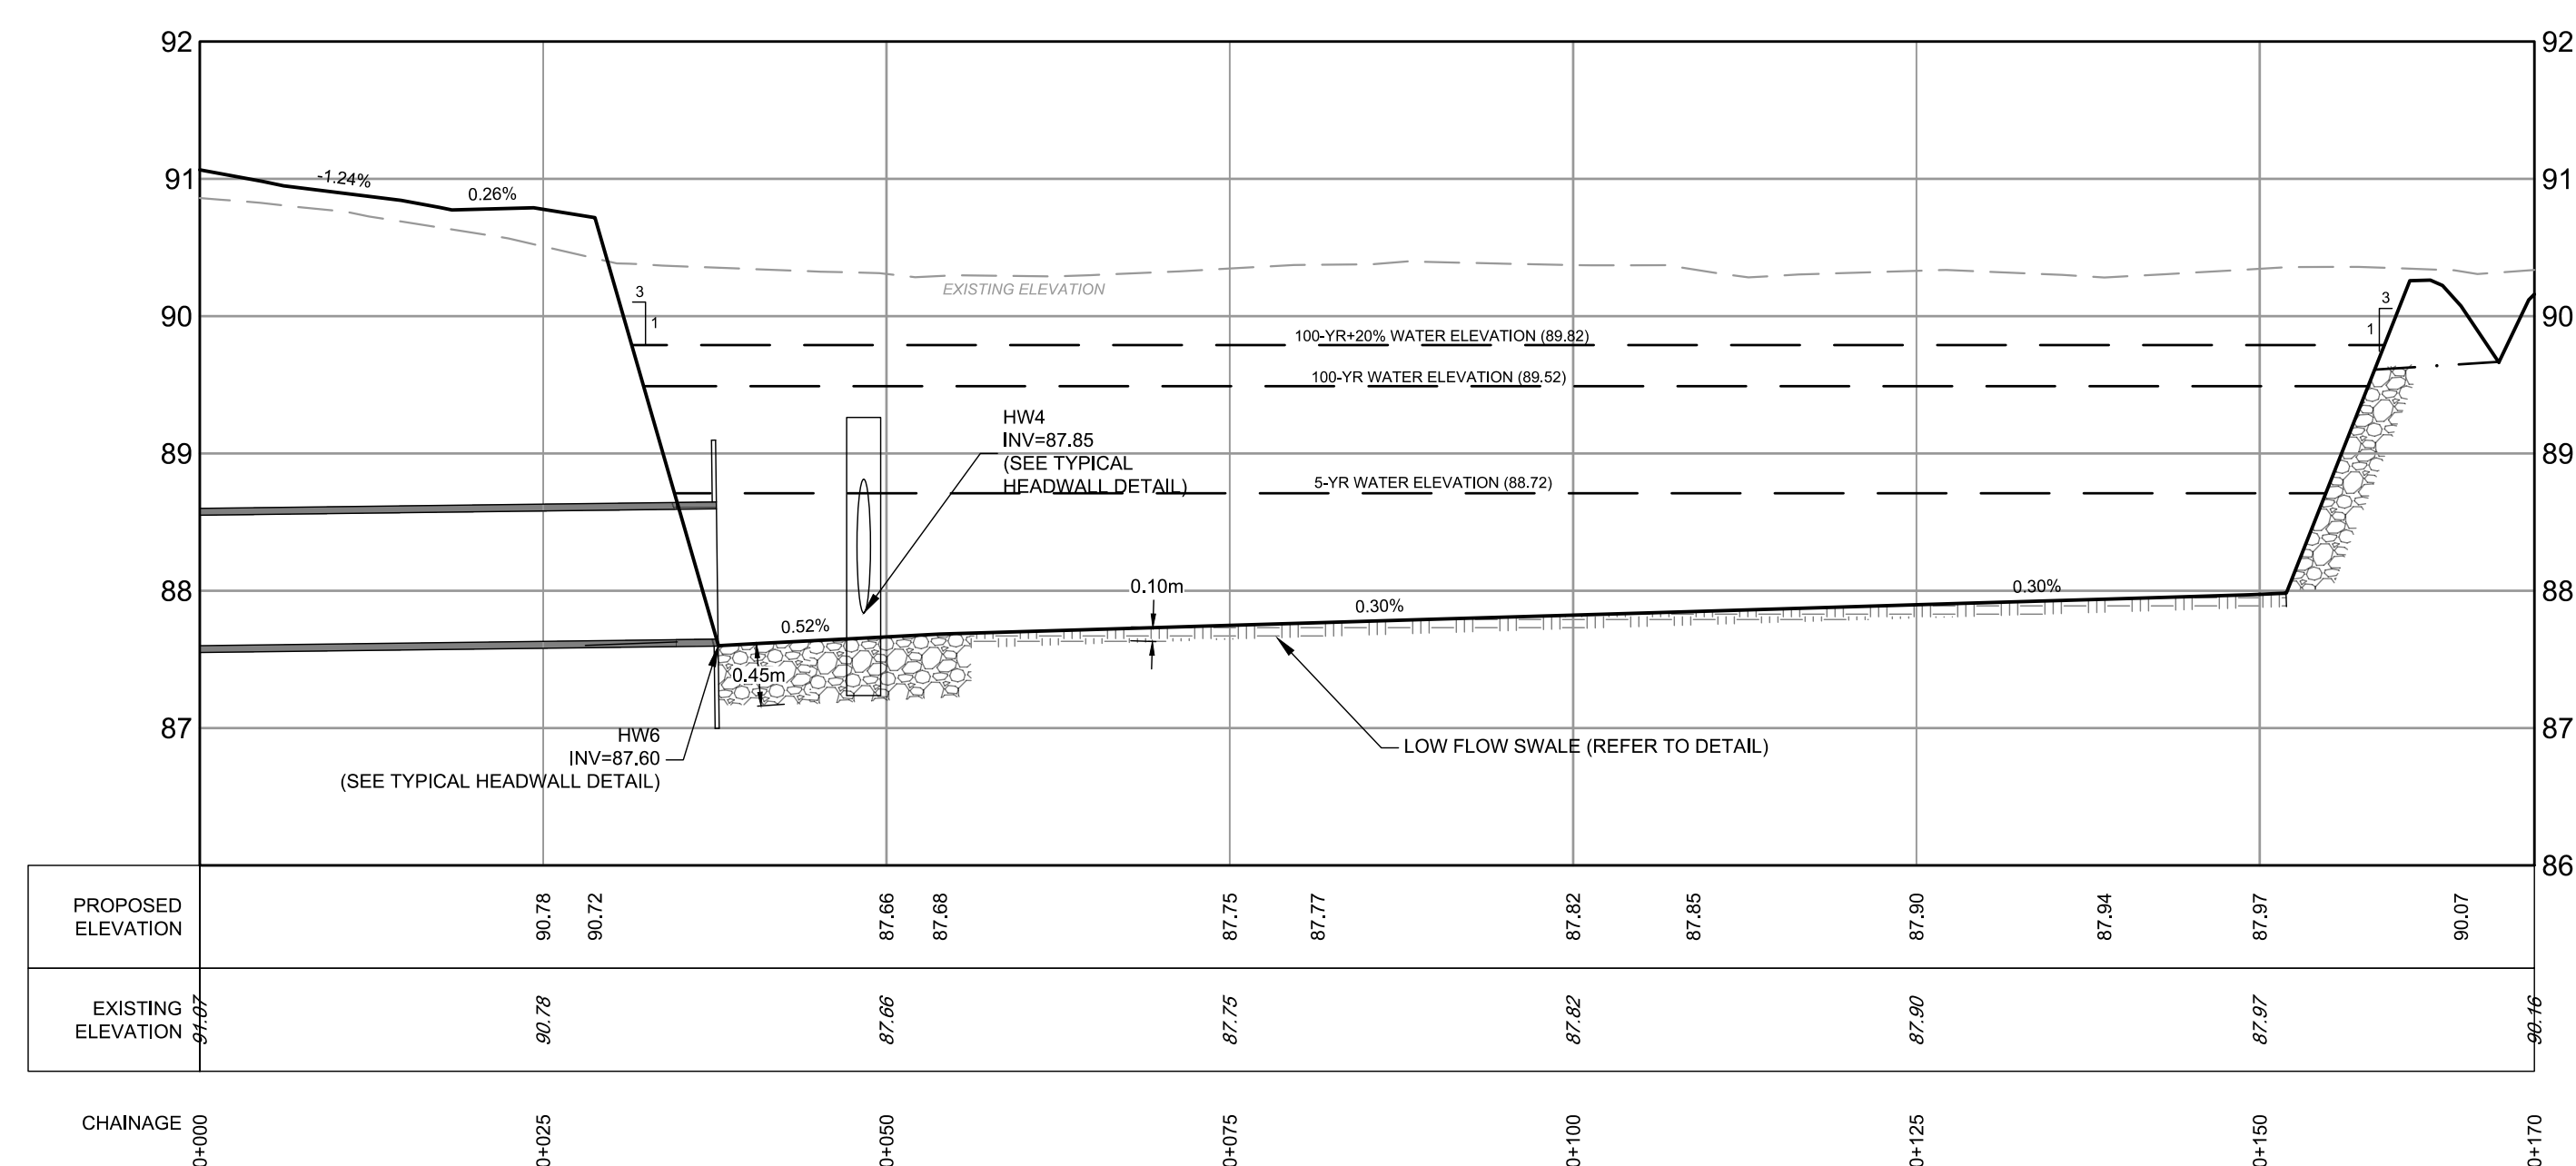 92
92
91
-1.24%
0.26%
91
EXISTING ELEVATION
3
1
3
1
90
90
100-YR+20% WATER ELEVATION (89.82)
100-YR WATER ELEVATION (89.52)
HW4
INV=87.85
(SEE TYPICAL
HEADWALL DETAIL)
89
89
5-YR WATER ELEVATION (88.72)
88
0.10m
0.30%
0.30%
88
0.52%
0.45m
87
87
HW6
INV=87.60
(SEE TYPICAL HEADWALL DETAIL)
LOW FLOW SWALE (REFER TO DETAIL)
86
PROPOSED
ELEVATION
90.78
90.72
87.66
87.68
87.75
87.77
87.82
87.85
87.90
87.94
87.97
90.07
EXISTING
ELEVATION
91.07
90.78
87.66
87.75
87.82
87.90
87.97
90.16
CHAINAGE
0+000
0+025
0+050
0+075
0+100
0+125
0+150
0+170